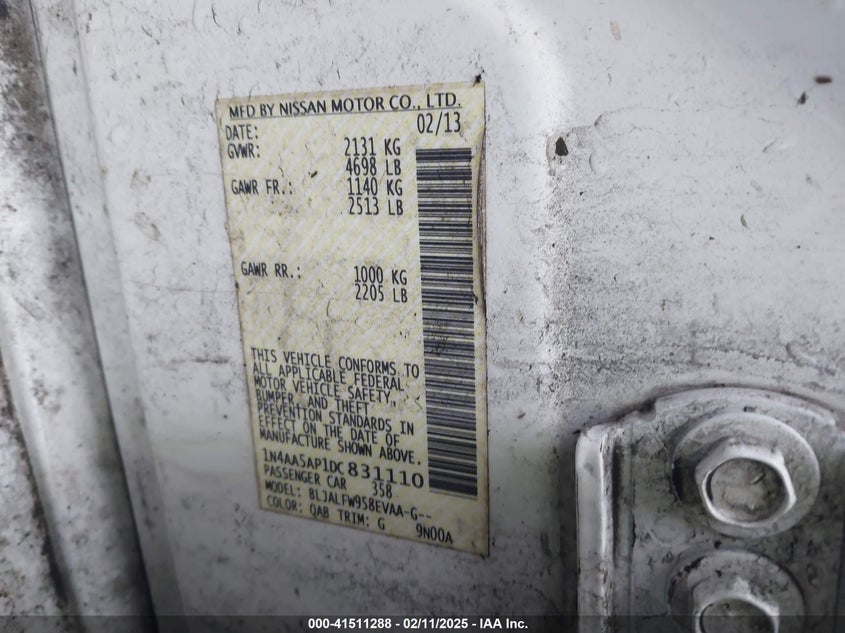 MFD BY NISSAN MOTOR CO., LTD.
DATE: 02/13
GVWR: 2131 KG
4698 LB
GAWR FR.: 1140 KG
2513 LB
GAWR RR.: 1000 KG
2205 LB
THIS VEHICLE CONFORMS TO
ALL APPLICABLE FEDERAL
MOTOR VEHICLE SAFETY,
BUMPER, AND THEFT
PREVENTION STANDARDS IN
EFFECT ON THE DATE OF
MANUFACTURE SHOWN ABOVE.
1N4AA5AP1DC831110
PASSENGER CAR 358
MODEL: BLJALFW958EVAA-G--
COLOR: QAB TRIM: G 9N00A
000-41511288 - 02/11/2025 - IAA Inc.